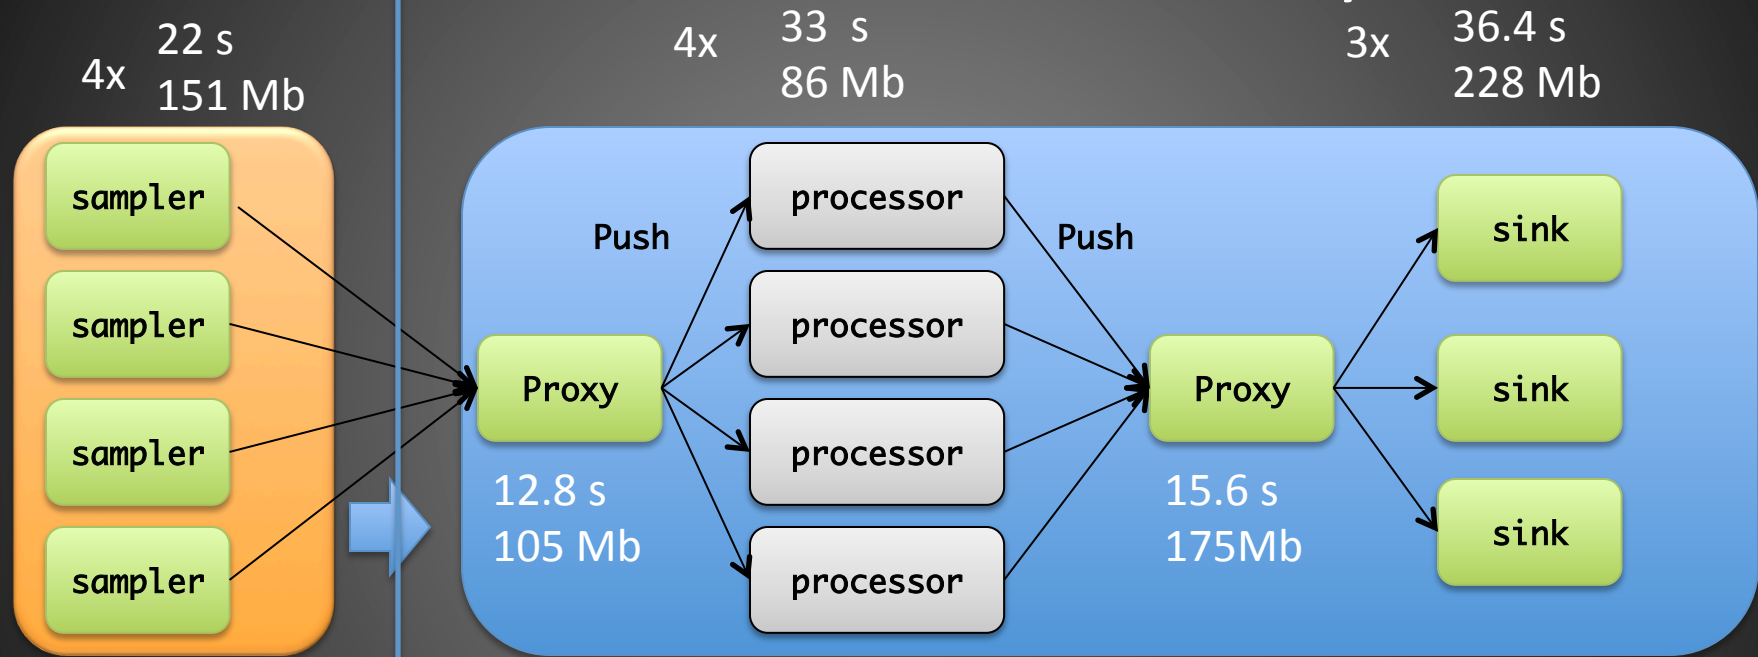 22 s
4x
151 Mb
33 s
4x
86 Mb
36.4 s
3x
228 Mb
sampler
sampler
sampler
sampler
Push
Proxy
12.8 s
105 Mb
processor
processor
processor
processor
Push
Proxy
15.6 s
175Mb
sink
sink
sink